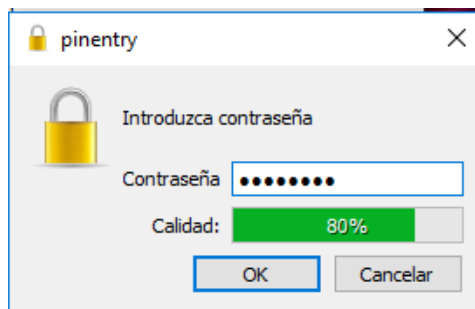 pinentry
Introduzca contraseña
Contraseña ●●●●●●●●
Calidad: 80%
OK Cancelar